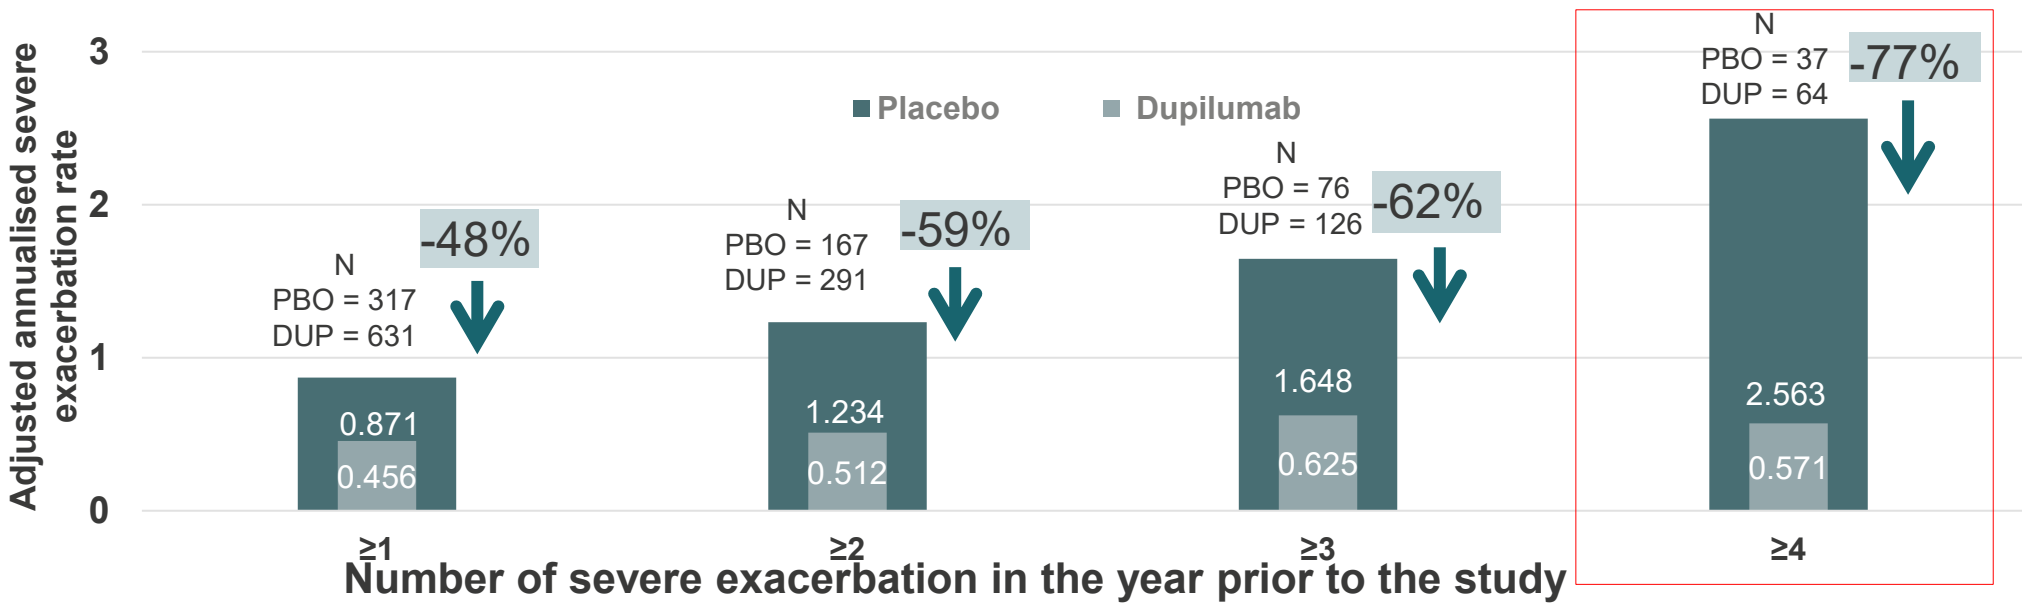 Adjusted annualised severe
exacerbation rate
3
2
1
0
Placebo
Dupilumab
N
PBO = 317
DUP = 631
-48%
0.871
0.456
N
PBO = 167
DUP = 291
-59%
1.234
0.512
N
PBO = 76
DUP = 126
-62%
1.648
0.625
N
PBO = 37
DUP = 64
-77%
2.563
0.571
≥1
≥2
≥3
≥4
Number of severe exacerbation in the year prior to the study